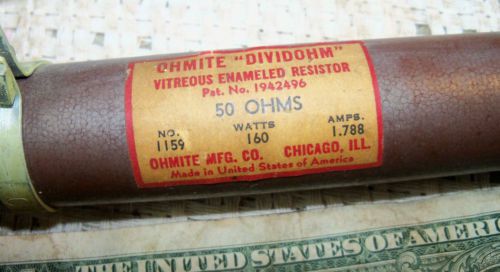 OHMITE "DIVIDOHM"
VITREOUS ENAMELED RESISTOR
Pat. No. 1942496
50 OHMS
NO. WATTS AMPS.
1159 160 1.788
OHMITE MFG. CO. CHICAGO, ILL.
Made in United States of America
THE UNITED STATES OF AMERICA